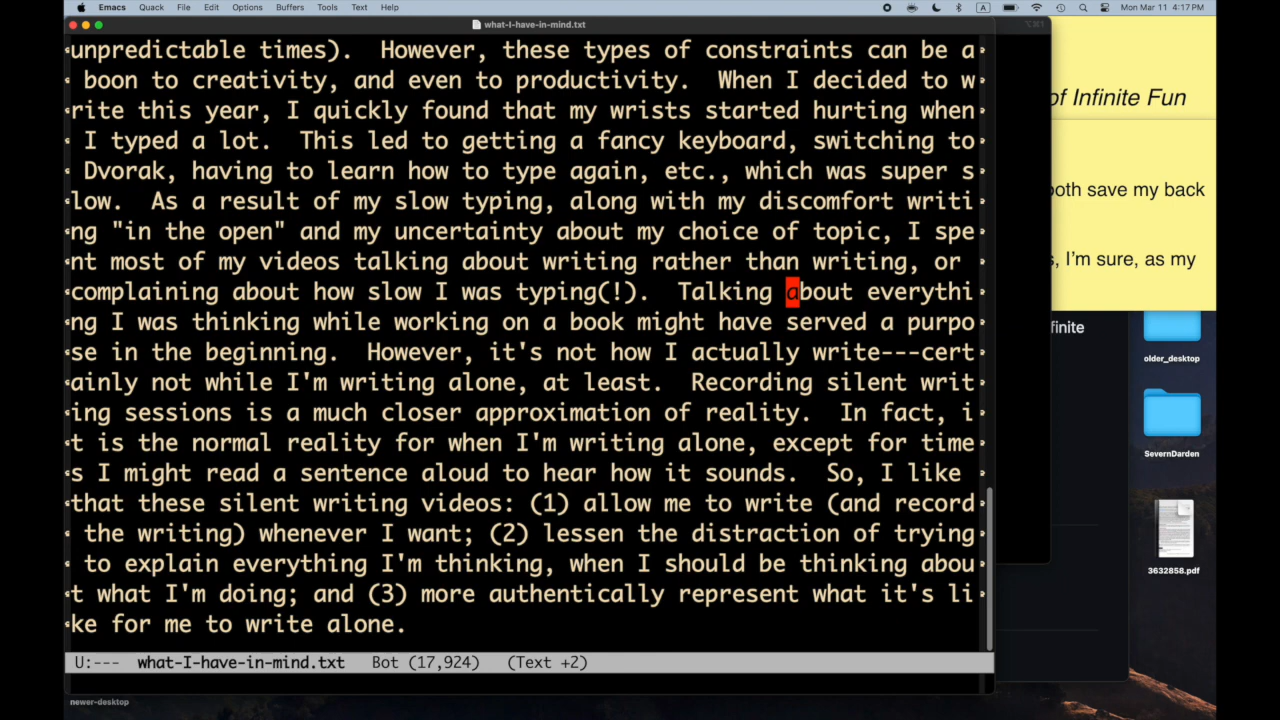 Emacs Quack File Edit Options Buffers Tools Text Help A Mon Mar 11 4:17 PM
what-I-have-in-mind.txt
⌥⌘1
unpredictable times).  However, these types of constraints can be a
boon to creativity, and even to productivity.  When I decided to w
rite this year, I quickly found that my wrists started hurting when
I typed a lot.  This led to getting a fancy keyboard, switching to
Dvorak, having to learn how to type again, etc., which was super s
low.  As a result of my slow typing, along with my discomfort writi
ng "in the open" and my uncertainty about my choice of topic, I spe
nt most of my videos talking about writing rather than writing, or
complaining about how slow I was typing(!).  Talking about everythi
ng I was thinking while working on a book might have served a purpo
se in the beginning.  However, it's not how I actually write---cert
ainly not while I'm writing alone, at least.  Recording silent writ
ing sessions is a much closer approximation of reality.  In fact, i
t is the normal reality for when I'm writing alone, except for time
s I might read a sentence aloud to hear how it sounds.  So, I like
that these silent writing videos: (1) allow me to write (and record
the writing) whenever I want; (2) lessen the distraction of trying
to explain everything I'm thinking, when I should be thinking abou
t what I'm doing; and (3) more authentically represent what it's li
ke for me to write alone.
U:--- what-I-have-in-mind.txt Bot (17,924) (Text +2)
newer-desktop
of Infinite Fun
both save my back
s, I'm sure, as my
finite
older_desktop
SevernDarden
3632858.pdf